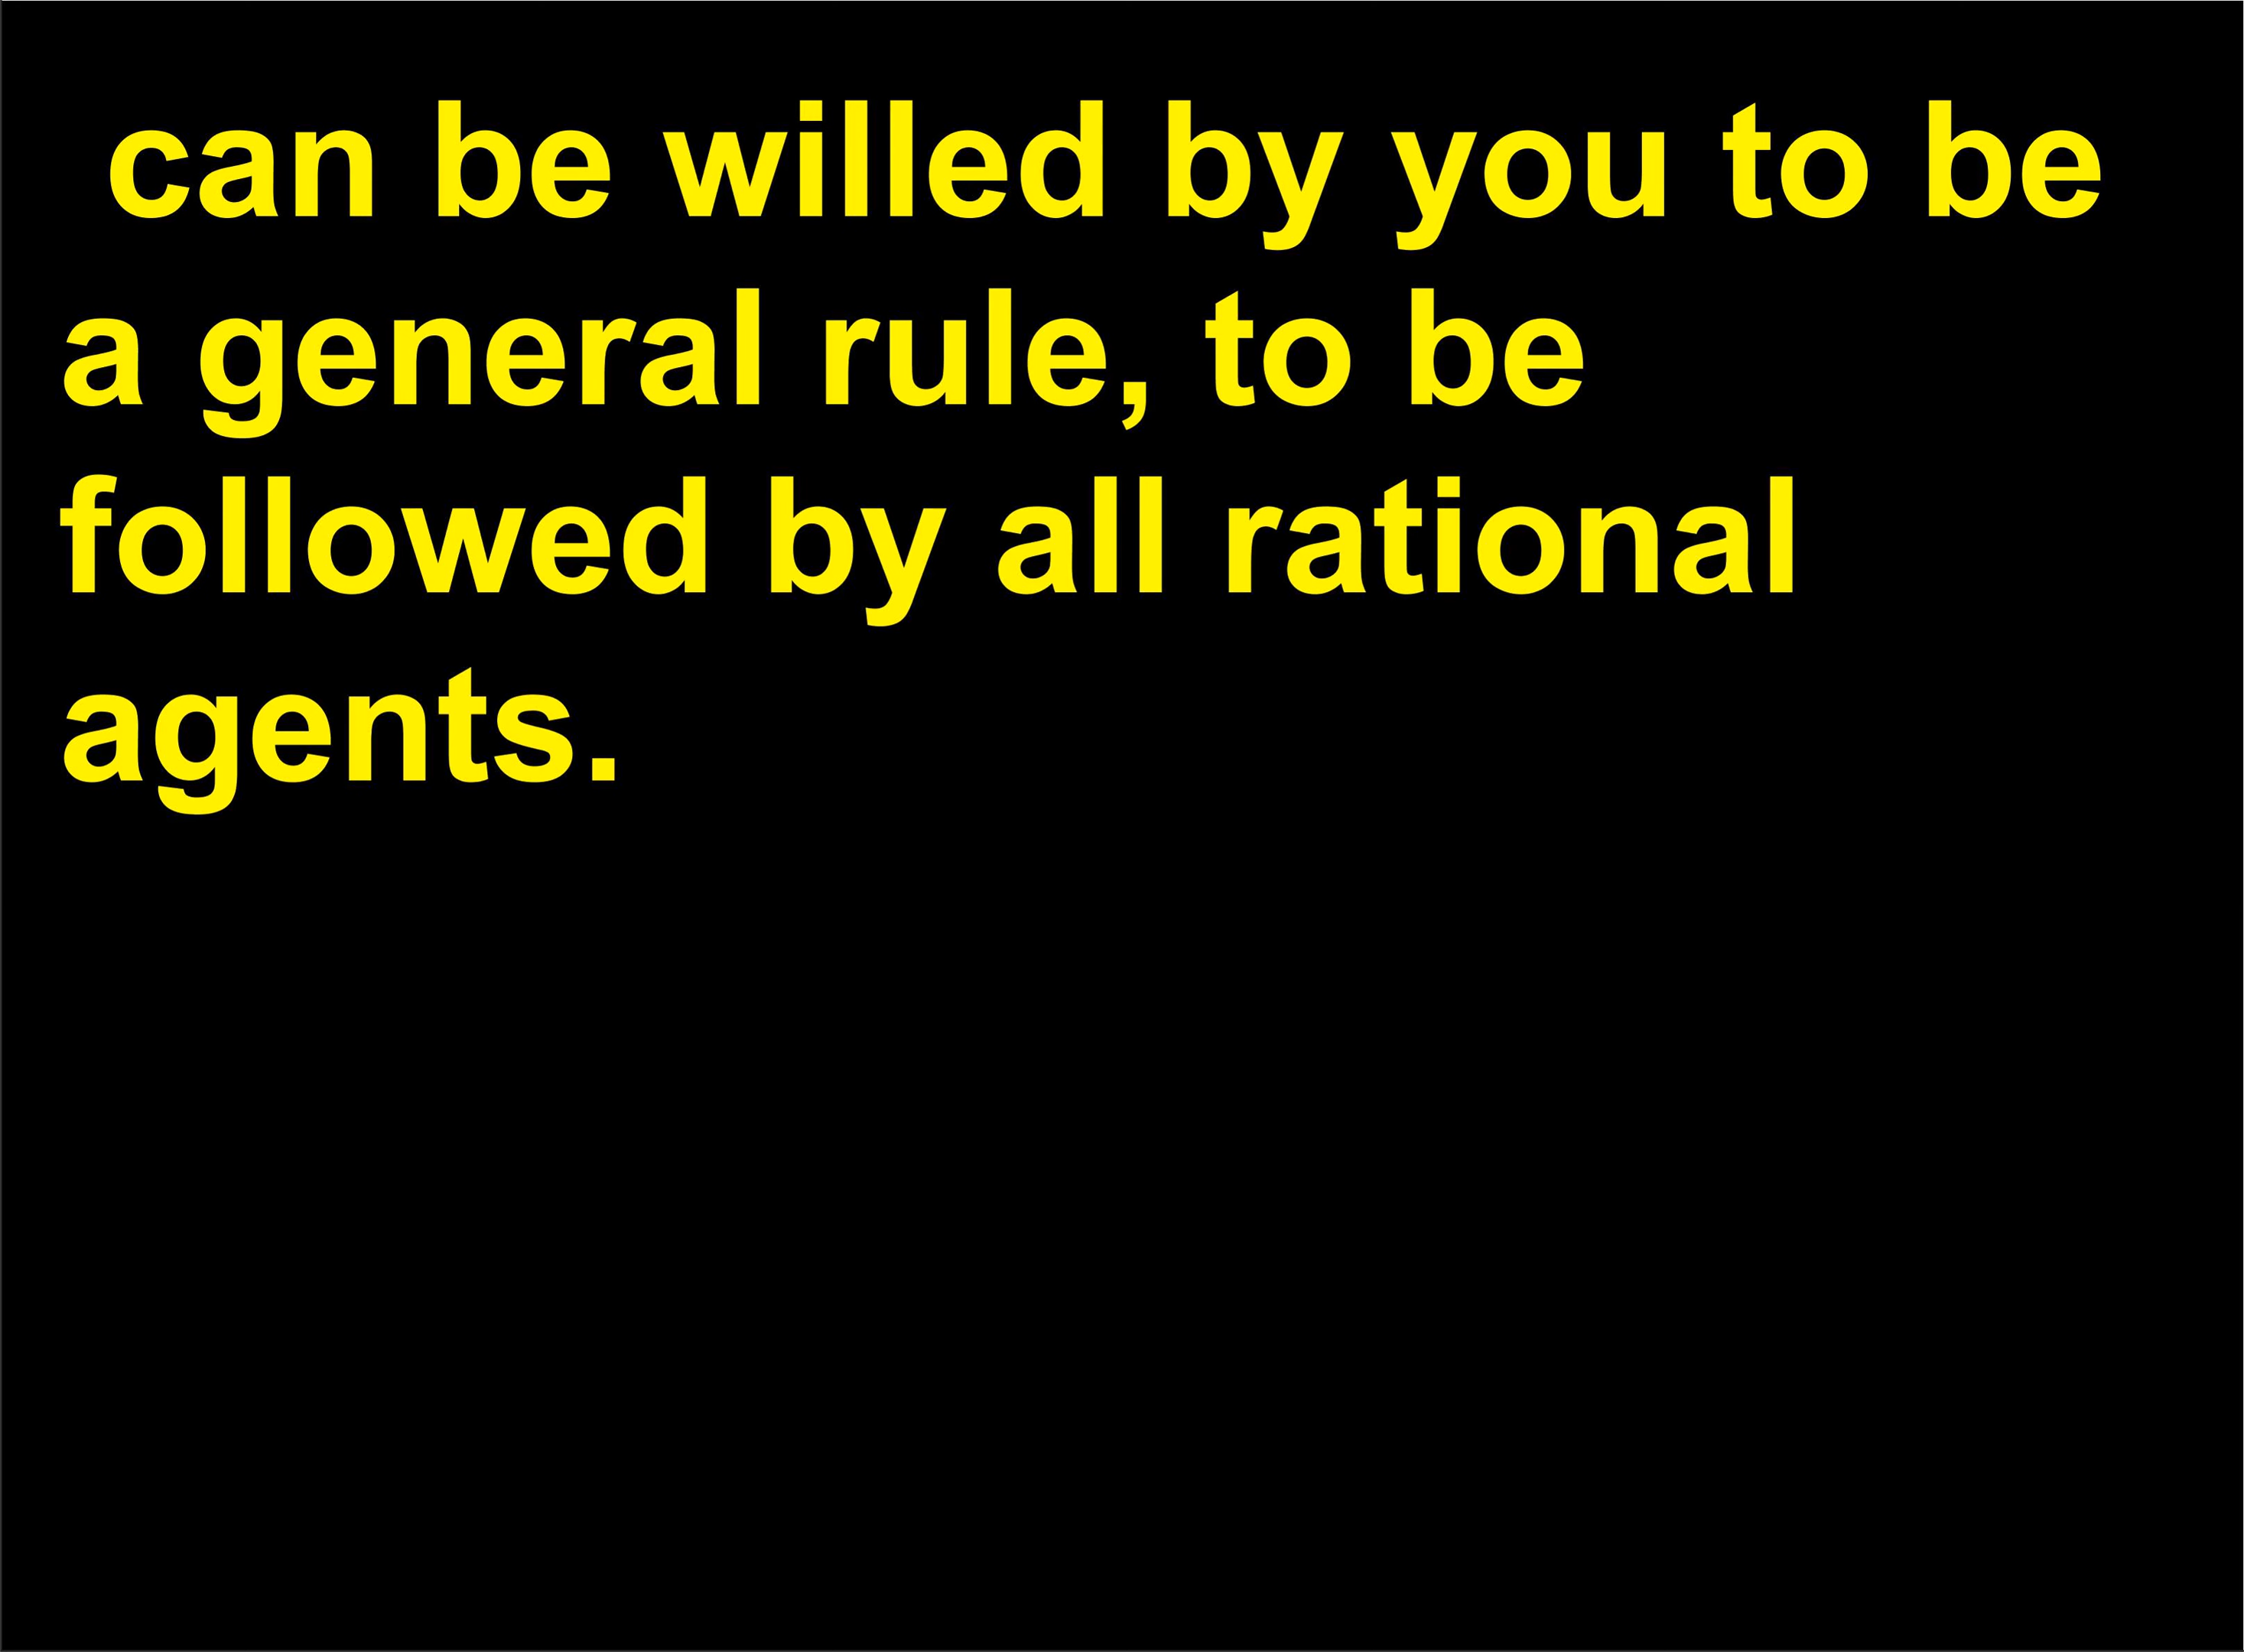 can be willed by you to be
a general rule, to be
followed by all rational
agents.